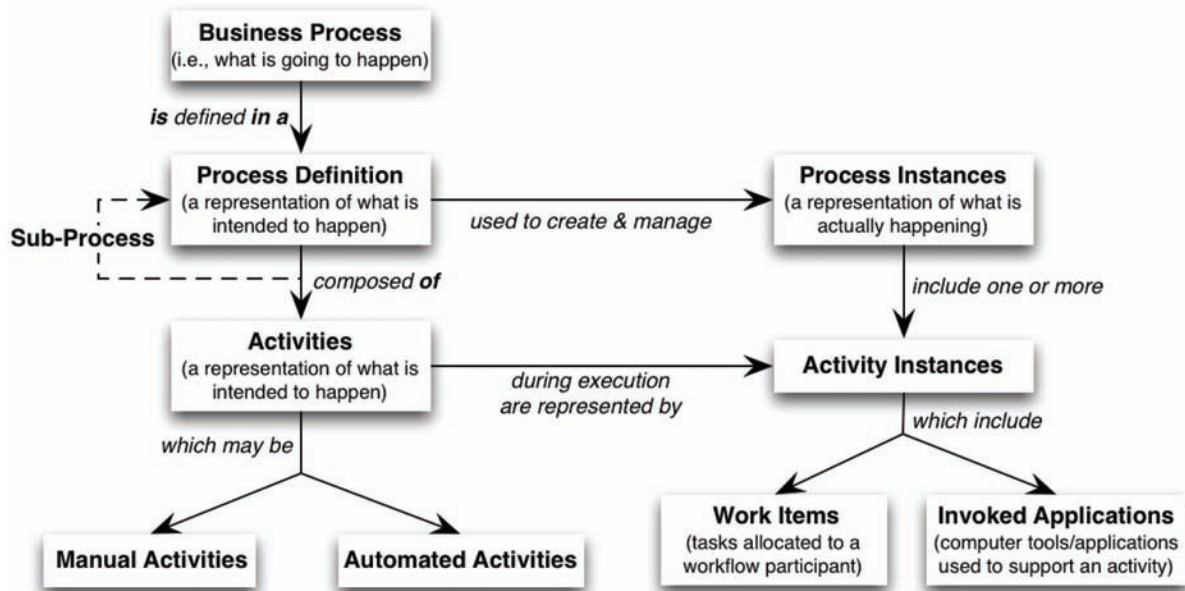 Business Process
(i.e., what is going to happen)
is defined in a
Process Definition
(a representation of what is
intended to happen)
used to create & manage
Process Instances
(a representation of what is
actually happening)
Sub-Process
composed of
include one or more
Activities
(a representation of what is
intended to happen)
during execution
are represented by
Activity Instances
which may be
which include
Manual Activities
Automated Activities
Work Items
(tasks allocated to a
workflow participant)
Invoked Applications
(computer tools/applications
used to support an activity)